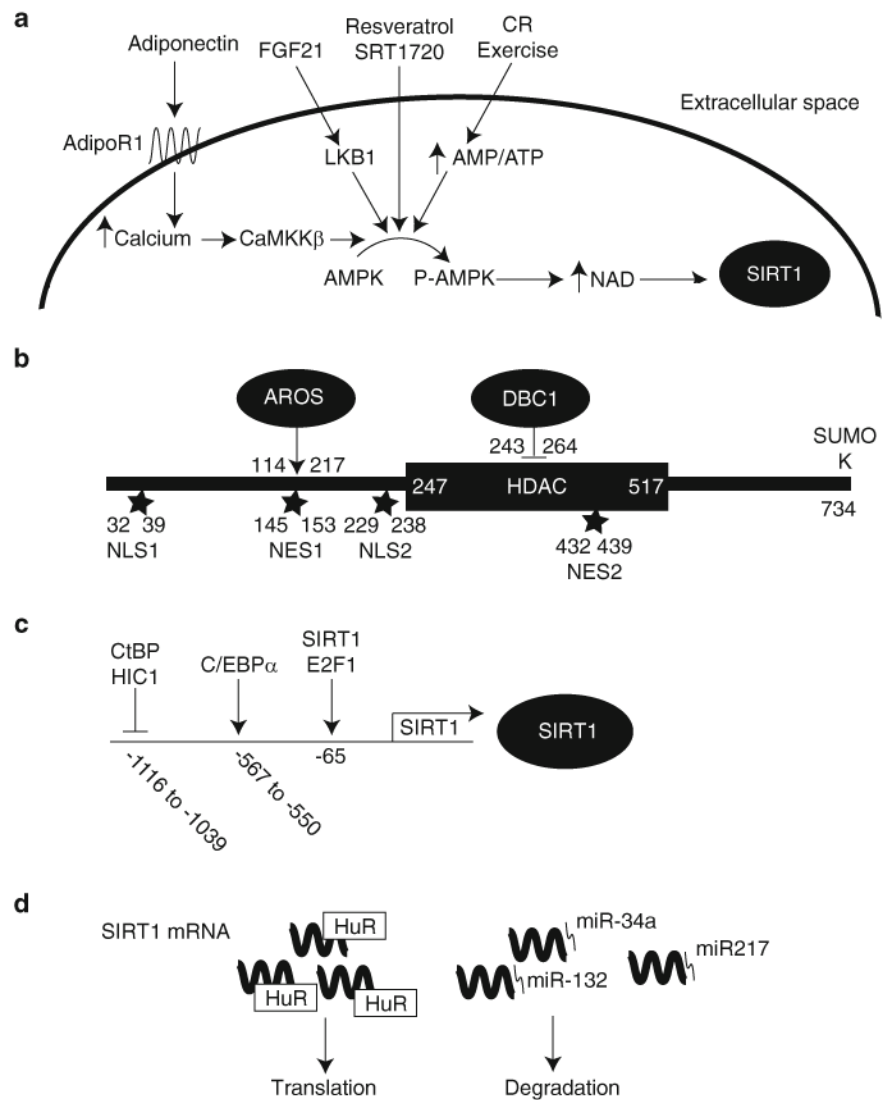 a
Adiponectin
FGF21
Resveratrol
SRT1720
CR
Exercise
Extracellular space
AdipoR1
LKB1
AMP/ATP
Calcium
CaMKKβ
AMPK
P-AMPK
NAD
SIRT1
b
AROS
DBC1
114 217
243 264
SUMO
K
247
HDAC
517
734
32 39
NLS1
145 153
NES1
229 238
NLS2
432 439
NES2
c
CtBP
HIC1
C/EBPα
SIRT1
E2F1
SIRT1
SIRT1
-1116 to -1039
-567 to -550
-65
d
SIRT1 mRNA
HuR
HuR
HuR
miR-34a
miR-132
miR217
Translation
Degradation